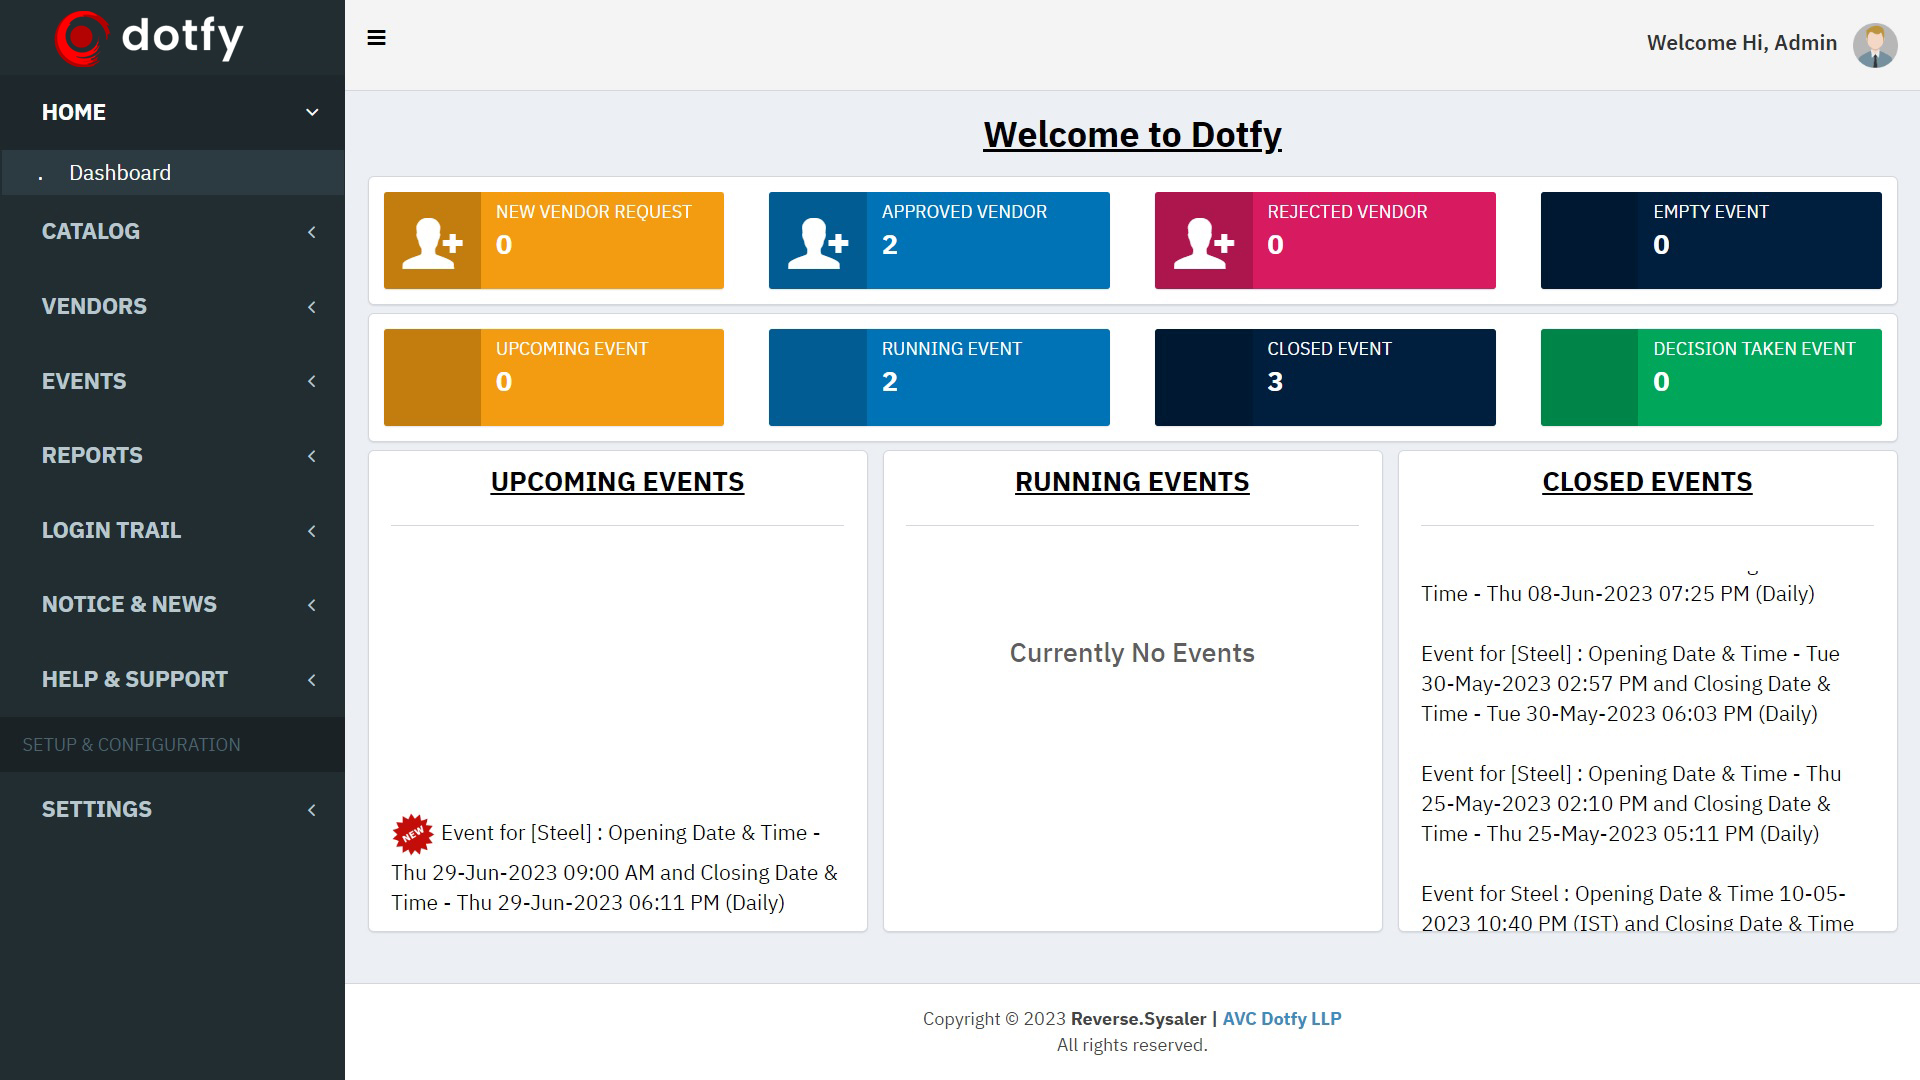 dotfy
HOME
. Dashboard
CATALOG
VENDORS
EVENTS
REPORTS
LOGIN TRAIL
NOTICE & NEWS
HELP & SUPPORT
SETUP & CONFIGURATION
SETTINGS
Welcome Hi, Admin
Welcome to Dotfy
NEW VENDOR REQUEST
0
APPROVED VENDOR
2
REJECTED VENDOR
0
EMPTY EVENT
0
UPCOMING EVENT
0
RUNNING EVENT
2
CLOSED EVENT
3
DECISION TAKEN EVENT
0
UPCOMING EVENTS
NEW Event for [Steel] : Opening Date & Time -
Thu 29-Jun-2023 09:00 AM and Closing Date &
Time - Thu 29-Jun-2023 06:11 PM (Daily)
RUNNING EVENTS
Currently No Events
CLOSED EVENTS
Time - Thu 08-Jun-2023 07:25 PM (Daily)
Event for [Steel] : Opening Date & Time - Tue
30-May-2023 02:57 PM and Closing Date &
Time - Tue 30-May-2023 06:03 PM (Daily)
Event for [Steel] : Opening Date & Time - Thu
25-May-2023 02:10 PM and Closing Date &
Time - Thu 25-May-2023 05:11 PM (Daily)
Event for Steel : Opening Date & Time 10-05-
2023 10:40 PM (IST) and Closing Date & Time
Copyright © 2023 Reverse.Sysaler | AVC Dotfy LLP
All rights reserved.